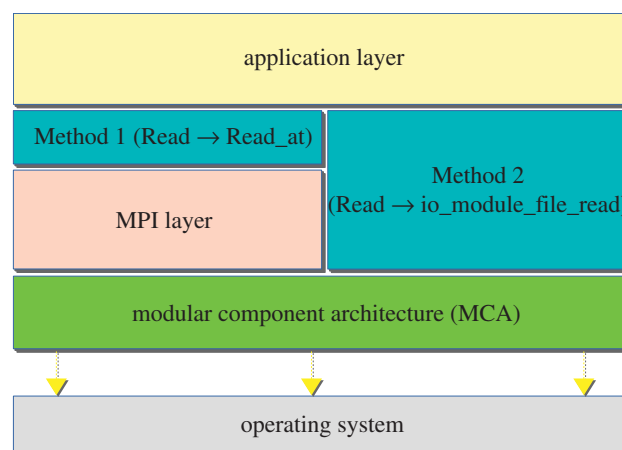 application layer
Method 1 (Read → Read_at)
Method 2
(Read → io_module_file_read)
MPI layer
modular component architecture (MCA)
operating system